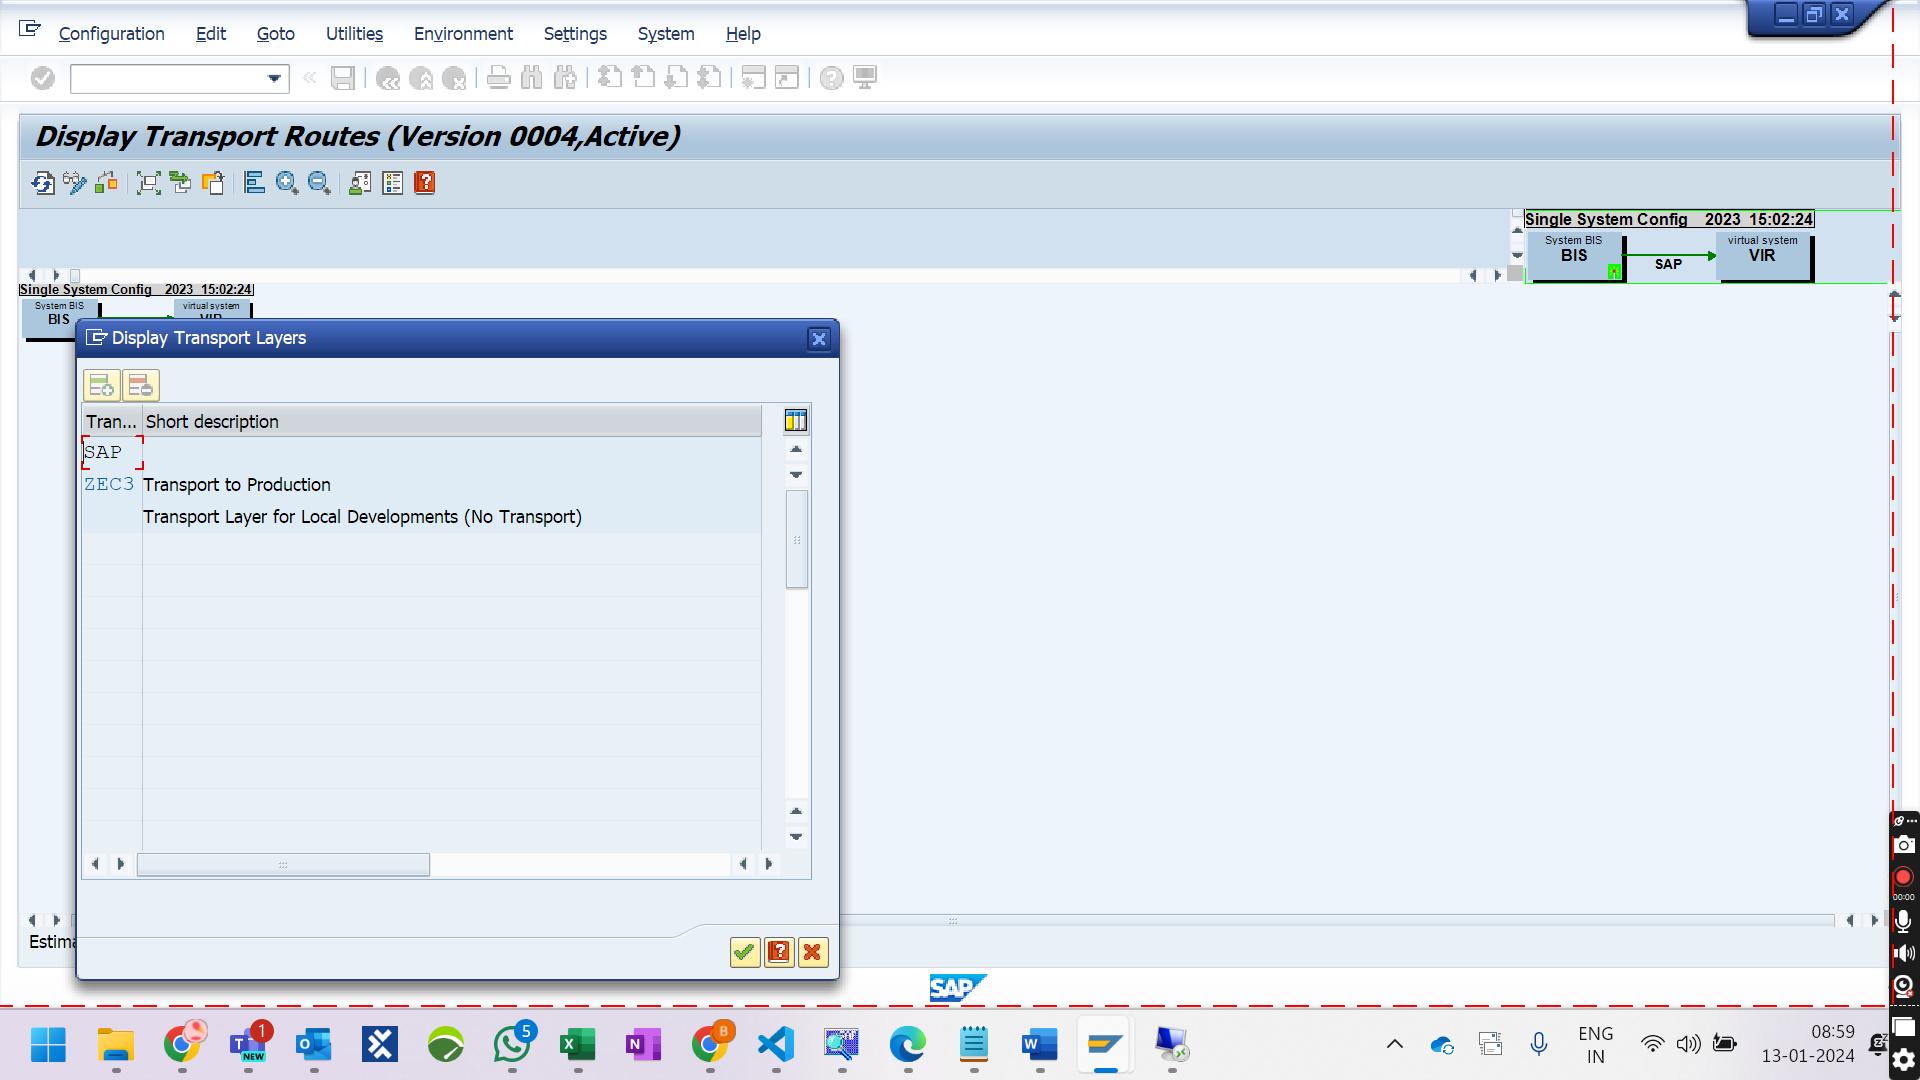 Configuration Edit Goto Utilities Environment Settings System Help
Display Transport Routes (Version 0004,Active)
Single System Config 2023 15:02:24
System BIS virtual system
BIS SAP VIR
Single System Config 2023 15:02:24
System BIS virtual system
BIS VIR
Display Transport Layers
Tran... Short description
SAP
ZEC3 Transport to Production
Transport Layer for Local Developments (No Transport)
Estima
SAP
00:00
1
NEW
5
B
ENG
IN
08:59
13-01-2024